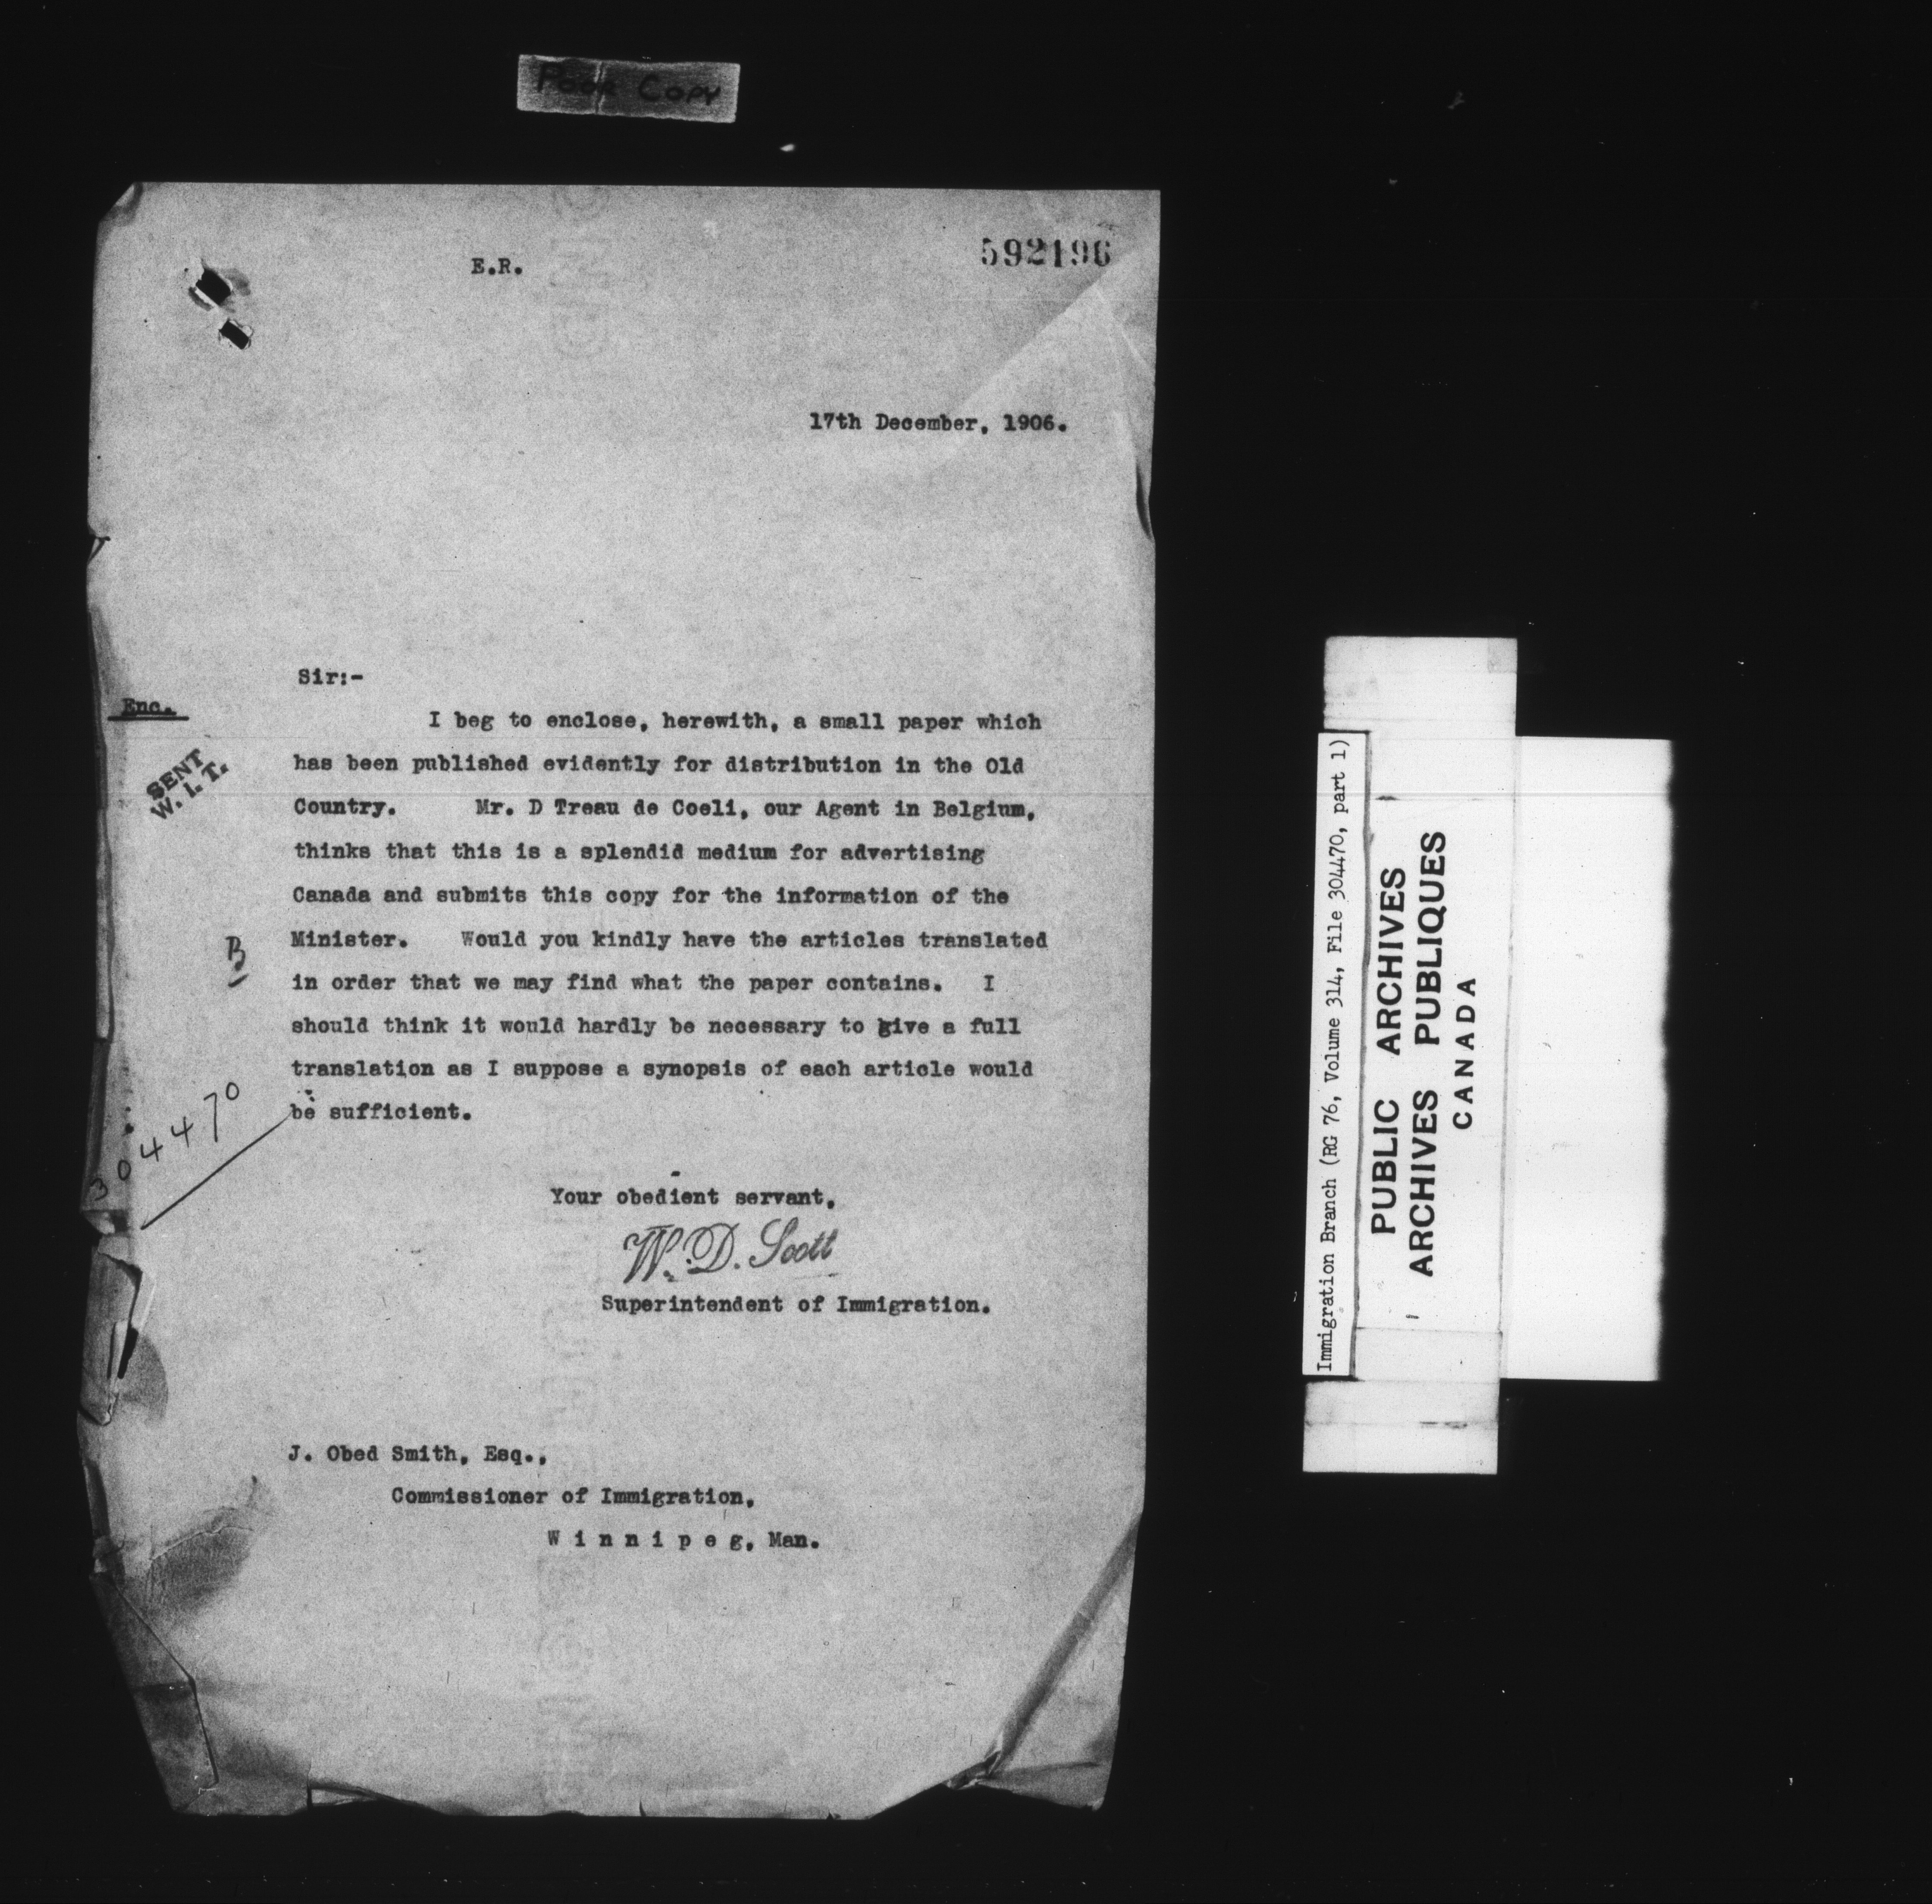 Poor Copy
E.R.
592196
17th December, 1906.
Sir:-
Enc.
I beg to enclose, herewith, a small paper which
has been published evidently for distribution in the Old
SENT
W. I. T.
Country. Mr. D Treau de Coeli, our Agent in Belgium,
thinks that this is a splendid medium for advertising
Canada and submits this copy for the information of the
Minister. Would you kindly have the articles translated
B
in order that we may find what the paper contains. I
should think it would hardly be necessary to give a full
translation as I suppose a synopsis of each article would
be sufficient.
304470
Your obedient servant,
W. D. Scott
Superintendent of Immigration.
J. Obed Smith, Esq.,
Commissioner of Immigration,
W i n n i p e g, Man.
Immigration Branch (RG 76, Volume 314, File 304470, part 1)
PUBLIC ARCHIVES
ARCHIVES PUBLIQUES
CANADA